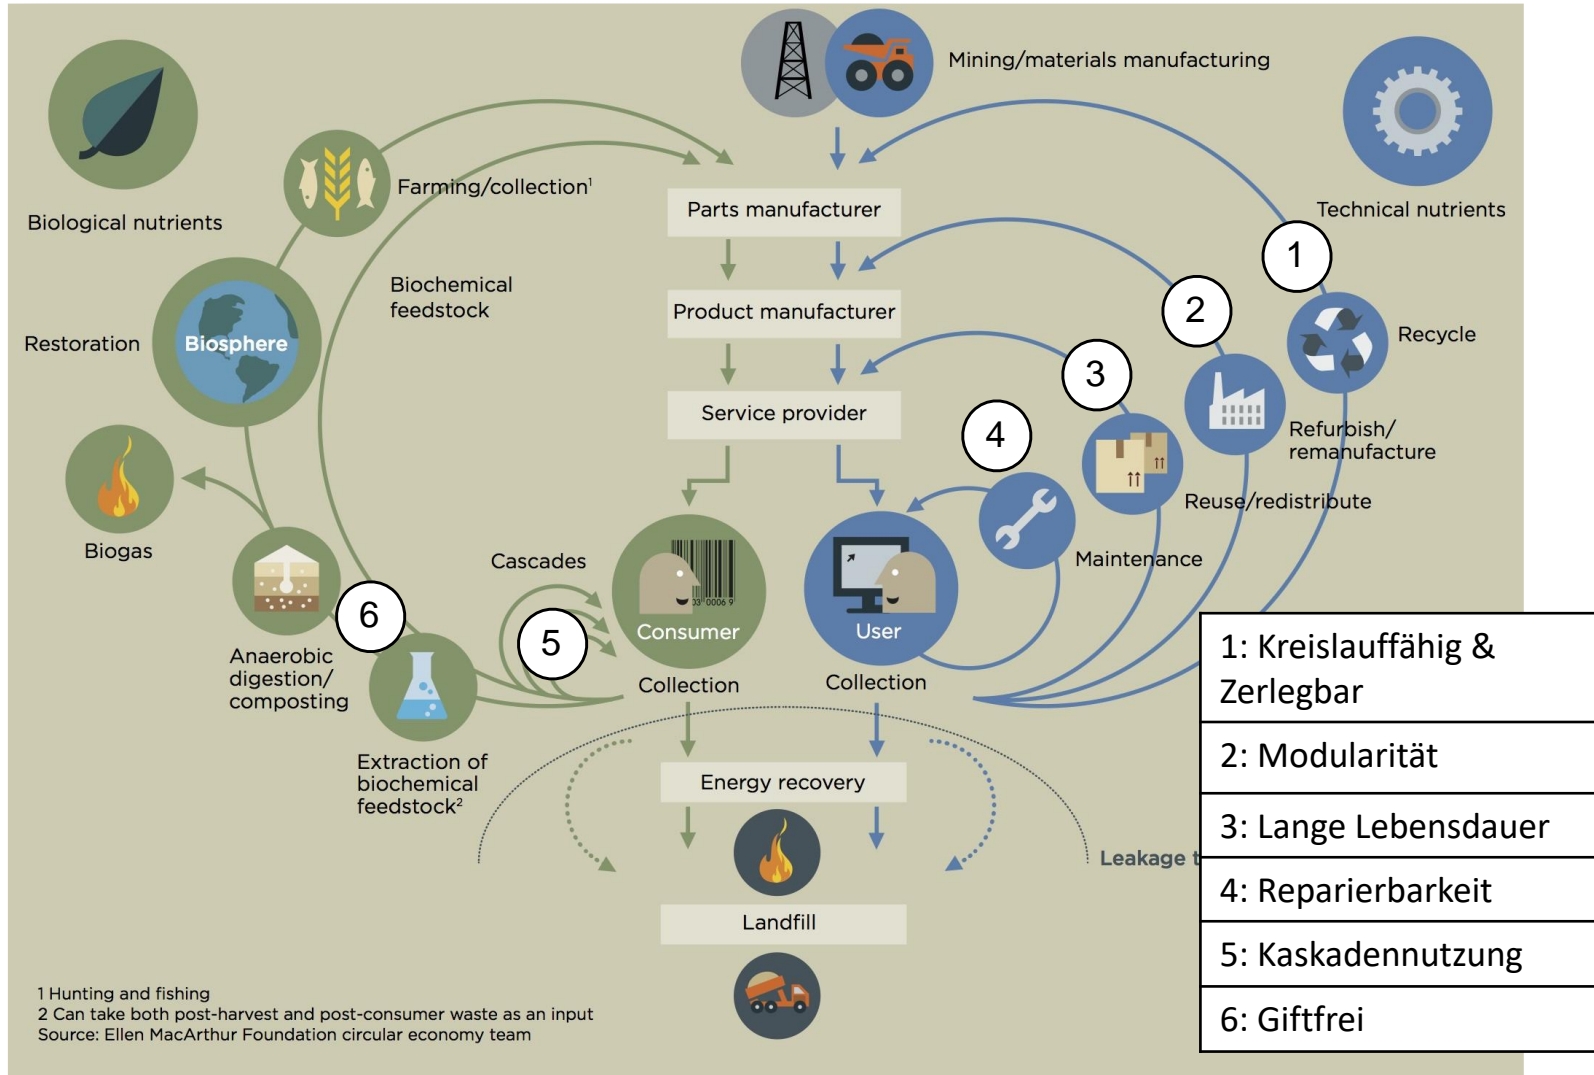 Mining/materials manufacturing
Biological nutrients
Farming/collection¹
Technical nutrients
Parts manufacturer
1
Biochemical
feedstock
2
Product manufacturer
Restoration
Biosphere
Recycle
3
Service provider
4
Refurbish/
remanufacture
Reuse/redistribute
Biogas
Cascades
Maintenance
03 0006 9
6
5
Consumer
User
Anaerobic
digestion/
composting
Collection
Collection
Extraction of
biochemical
feedstock²
Energy recovery
Leakage t
Landfill
1: Kreislauffähig &
Zerlegbar
2: Modularität
3: Lange Lebensdauer
4: Reparierbarkeit
5: Kaskadennutzung
6: Giftfrei
1 Hunting and fishing
2 Can take both post-harvest and post-consumer waste as an input
Source: Ellen MacArthur Foundation circular economy team